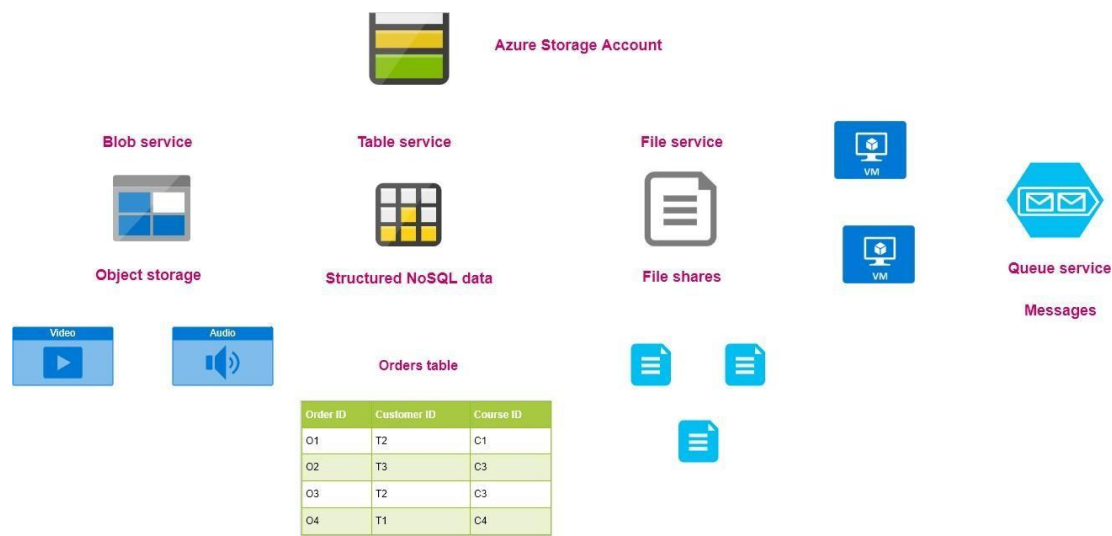 Azure Storage Account
Blob service
Table service
File service
VM
VM
Object storage
Structured NoSQL data
File shares
Queue service
Messages
Video
Audio
Orders table
Order ID Customer ID Course ID
O1 T2 C1
O2 T3 C3
O3 T2 C3
O4 T1 C4